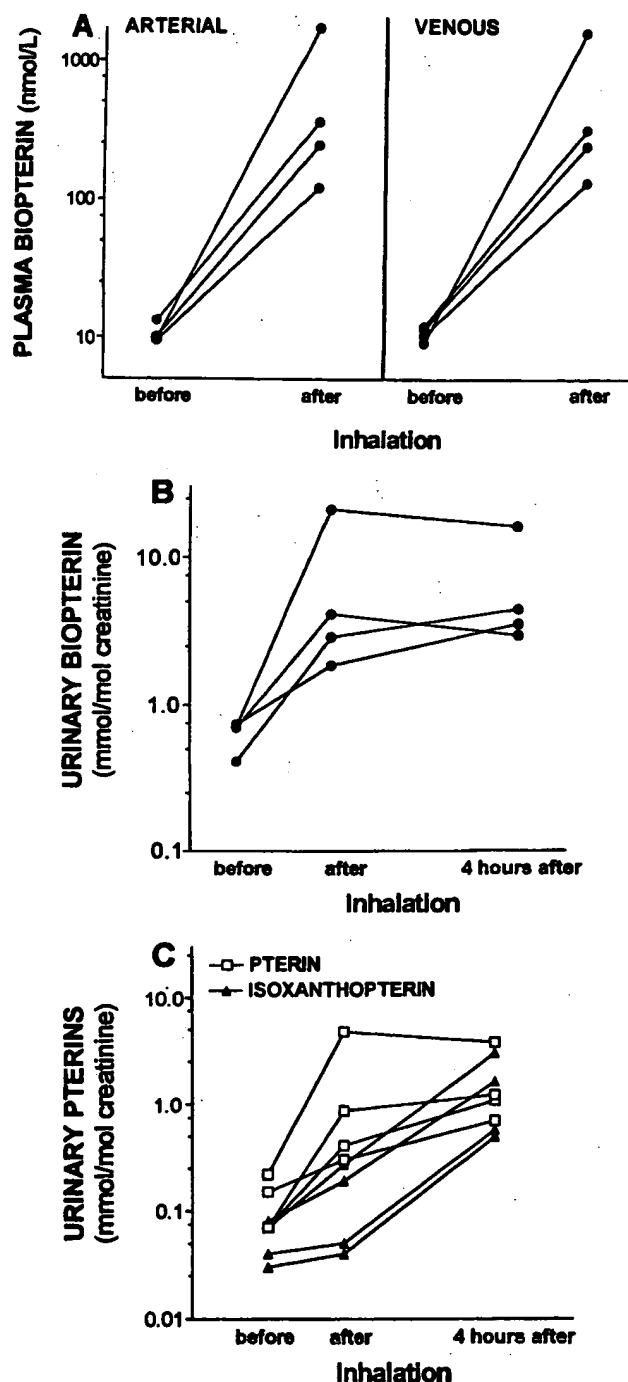 A ARTERIAL VENOUS
PLASMA BIOPTERIN (nmol/L)
1000
100
10
before after before after
Inhalation
B
URINARY BIOPTERIN
(mmol/mol creatinine)
10.0
1.0
0.1
before after 4 hours after
Inhalation
C
PTERIN
ISOXANTHOPTERIN
URINARY PTERINS
(mmol/mol creatinine)
10.0
1.0
0.1
0.01
before after 4 hours after
Inhalation